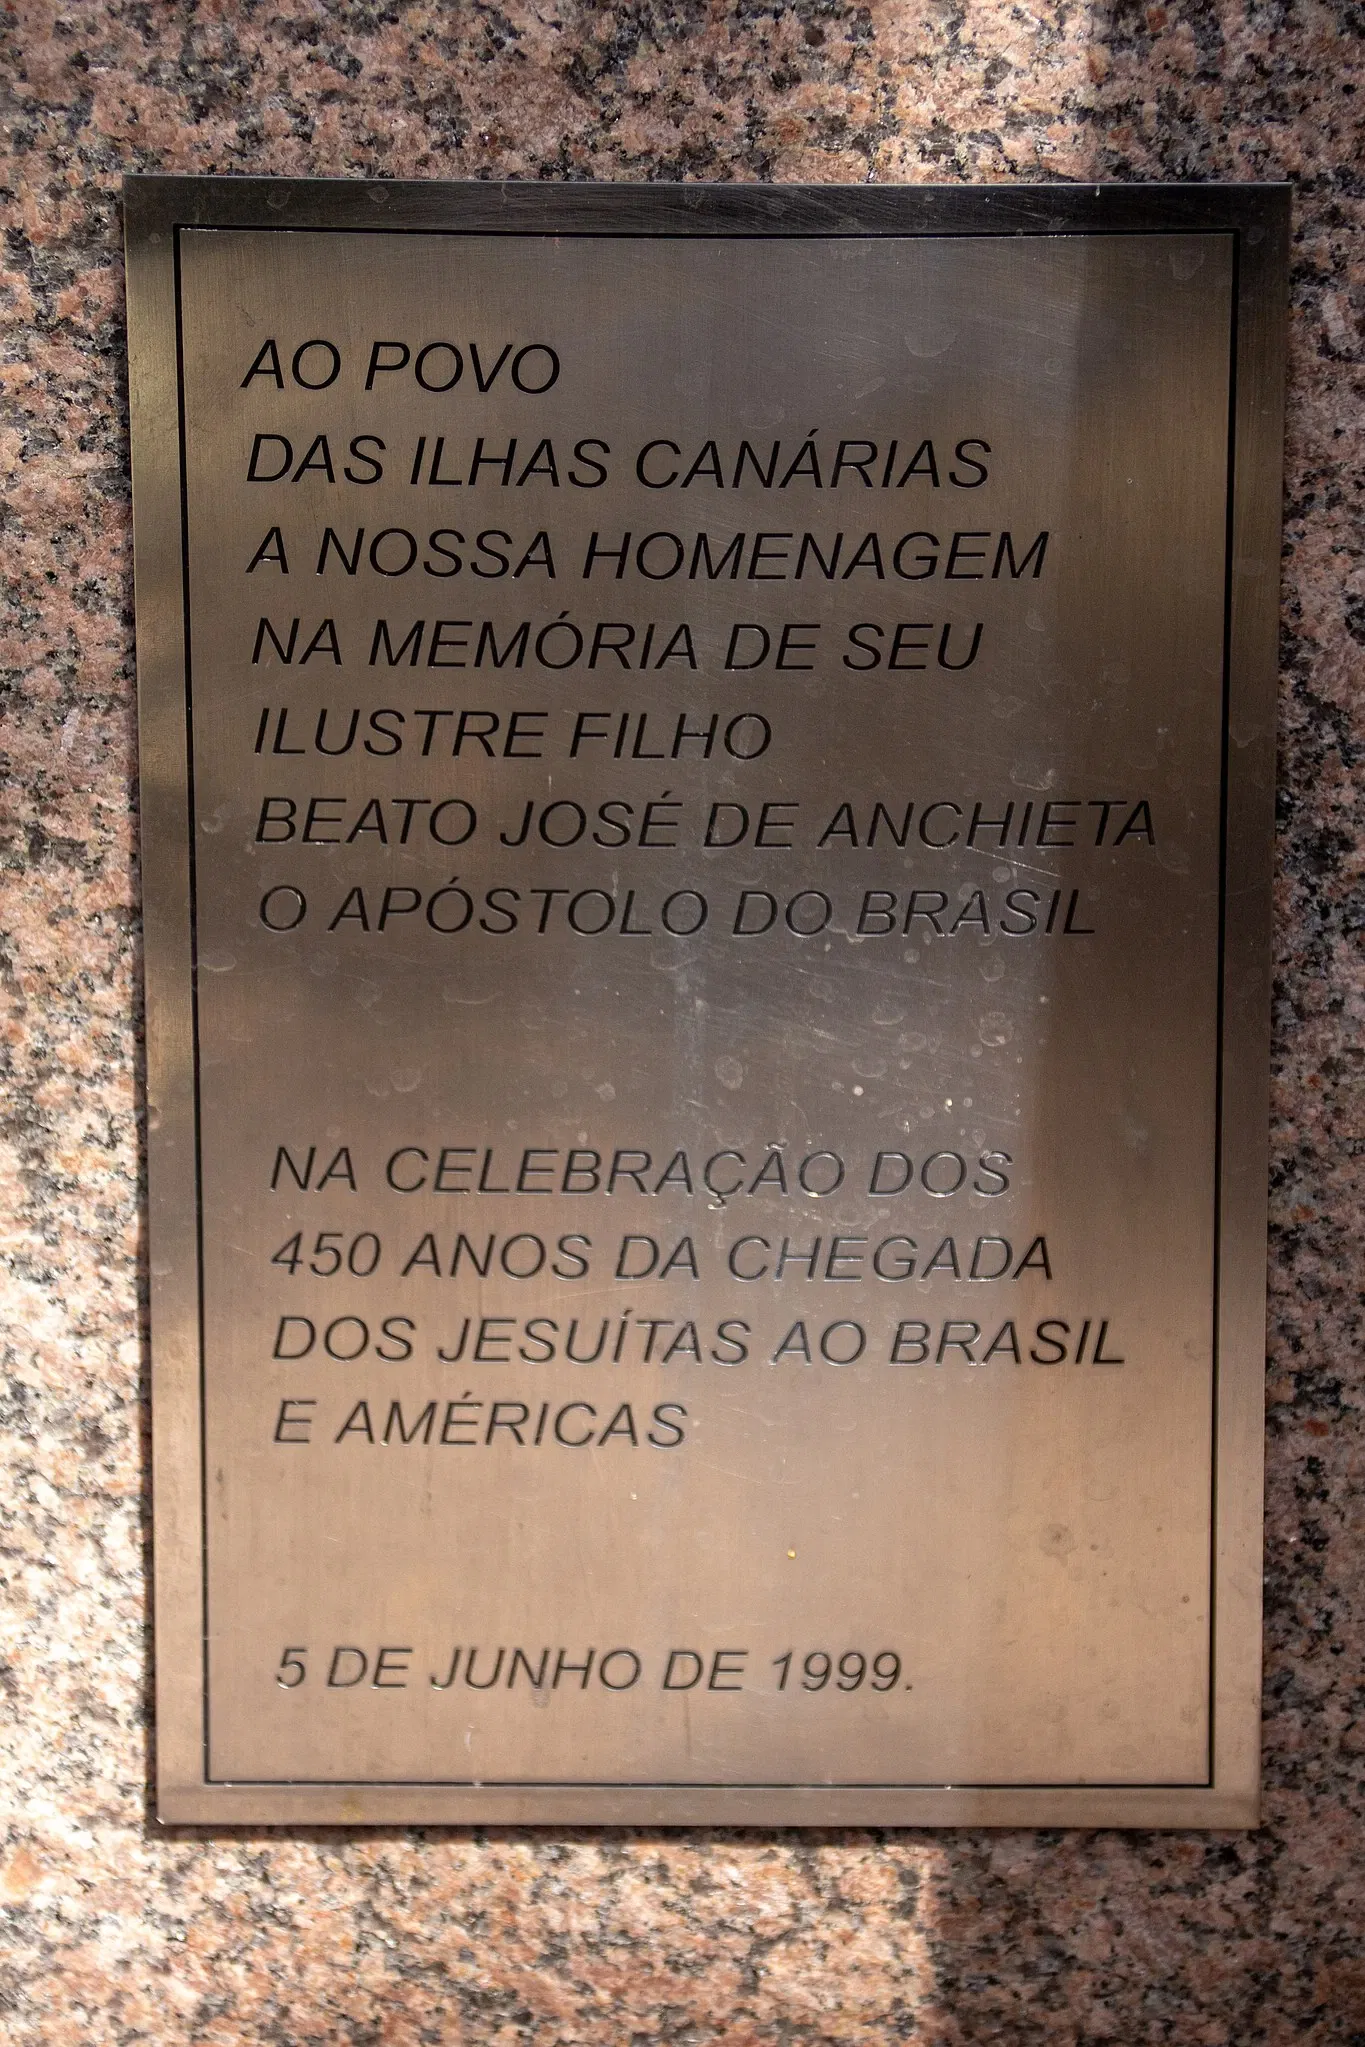 AO POVO
DAS ILHAS CANÁRIAS
A NOSSA HOMENAGEM
NA MEMÓRIA DE SEU
ILUSTRE FILHO
BEATO JOSÉ DE ANCHIETA
O APÓSTOLO DO BRASIL
NA CELEBRAÇÃO DOS
450 ANOS DA CHEGADA
DOS JESUÍTAS AO BRASIL
E AMÉRICAS
5 DE JUNHO DE 1999.